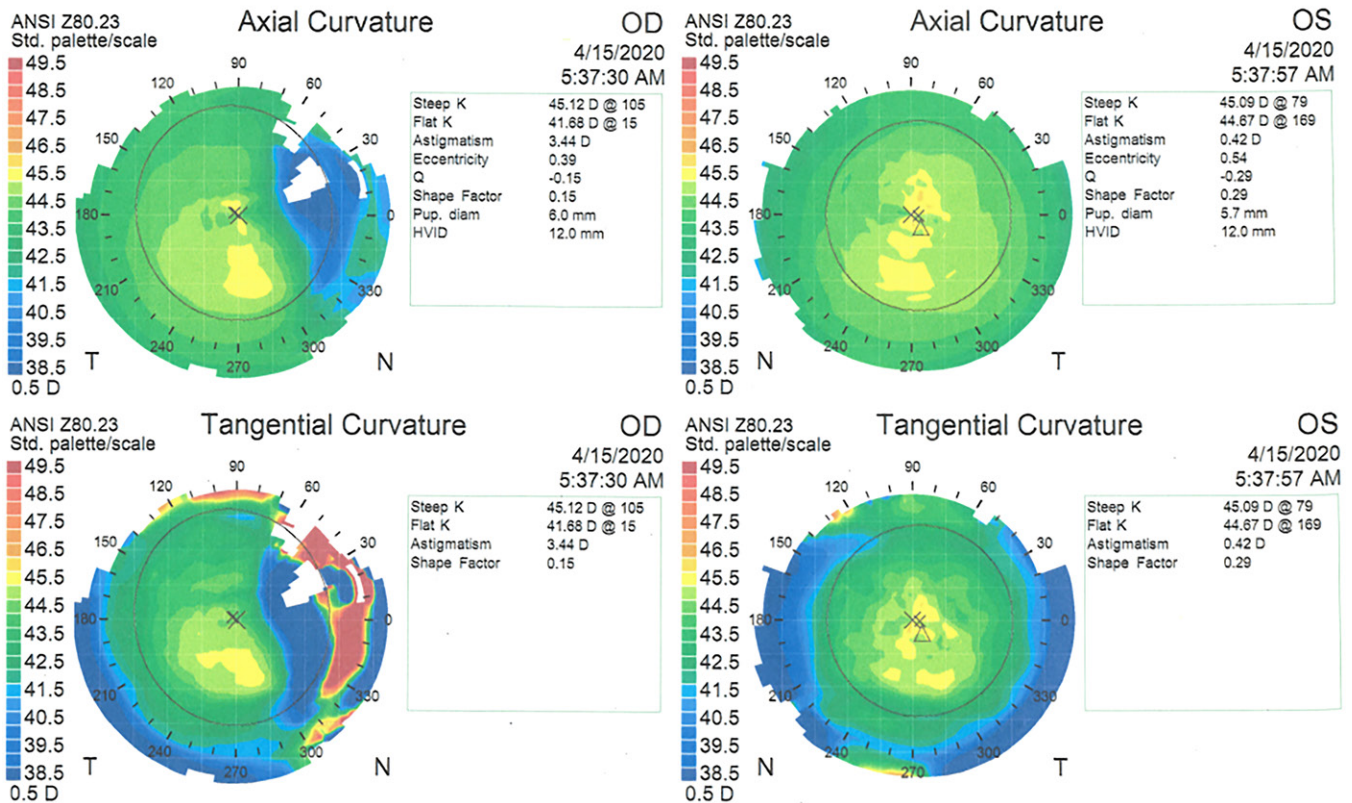 ANSI Z80.23
Std. palette/scale
Axial Curvature
OD
4/15/2020
5:37:30 AM
49.5
48.5
47.5
46.5
45.5
44.5
43.5
42.5
41.5
40.5
39.5
38.5
0.5 D
90
60
30
0
330
300
270
240
210
180
150
120
T
N
Steep K 45.12 D @ 105
Flat K 41.68 D @ 15
Astigmatism 3.44 D
Eccentricity 0.39
Q -0.15
Shape Factor 0.15
Pup. diam 6.0 mm
HVID 12.0 mm
ANSI Z80.23
Std. palette/scale
Axial Curvature
OS
4/15/2020
5:37:57 AM
49.5
48.5
47.5
46.5
45.5
44.5
43.5
42.5
41.5
40.5
39.5
38.5
0.5 D
90
60
30
0
330
300
270
240
210
180
150
120
N
T
Steep K 45.09 D @ 79
Flat K 44.67 D @ 169
Astigmatism 0.42 D
Eccentricity 0.54
Q -0.29
Shape Factor 0.29
Pup. diam 5.7 mm
HVID 12.0 mm
ANSI Z80.23
Std. palette/scale
Tangential Curvature
OD
4/15/2020
5:37:30 AM
49.5
48.5
47.5
46.5
45.5
44.5
43.5
42.5
41.5
40.5
39.5
38.5
0.5 D
90
60
30
0
330
300
270
240
210
180
150
120
T
N
Steep K 45.12 D @ 105
Flat K 41.68 D @ 15
Astigmatism 3.44 D
Shape Factor 0.15
ANSI Z80.23
Std. palette/scale
Tangential Curvature
OS
4/15/2020
5:37:57 AM
49.5
48.5
47.5
46.5
45.5
44.5
43.5
42.5
41.5
40.5
39.5
38.5
0.5 D
90
60
30
0
330
300
270
240
210
180
150
120
N
T
Steep K 45.09 D @ 79
Flat K 44.67 D @ 169
Astigmatism 0.42 D
Shape Factor 0.29